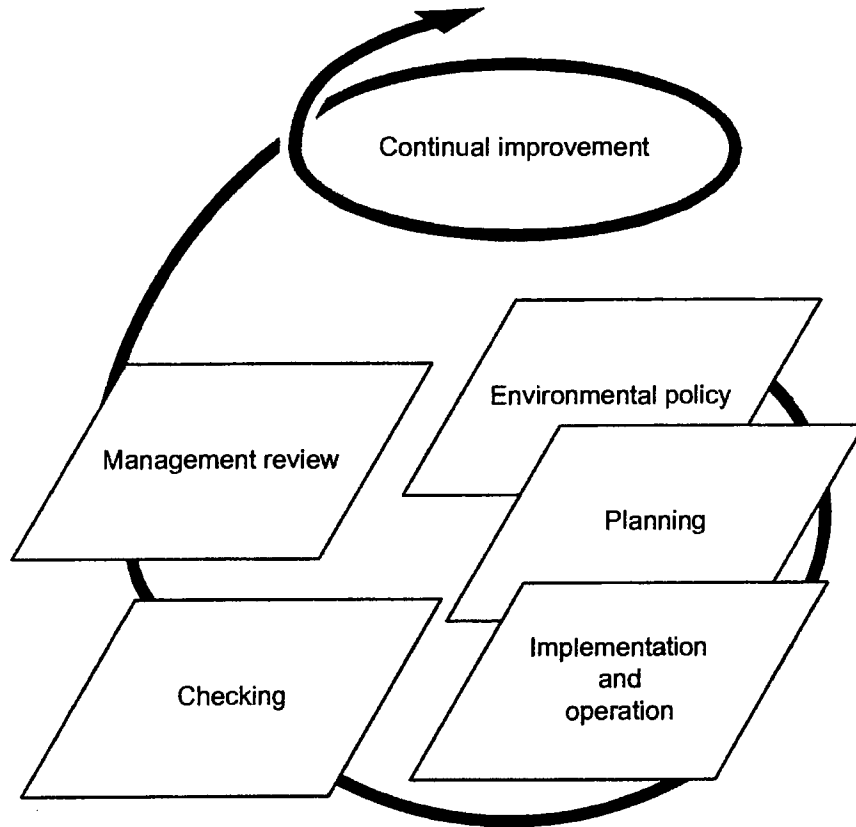 Continual improvement
Environmental policy
Management review
Planning
Implementation
and
operation
Checking